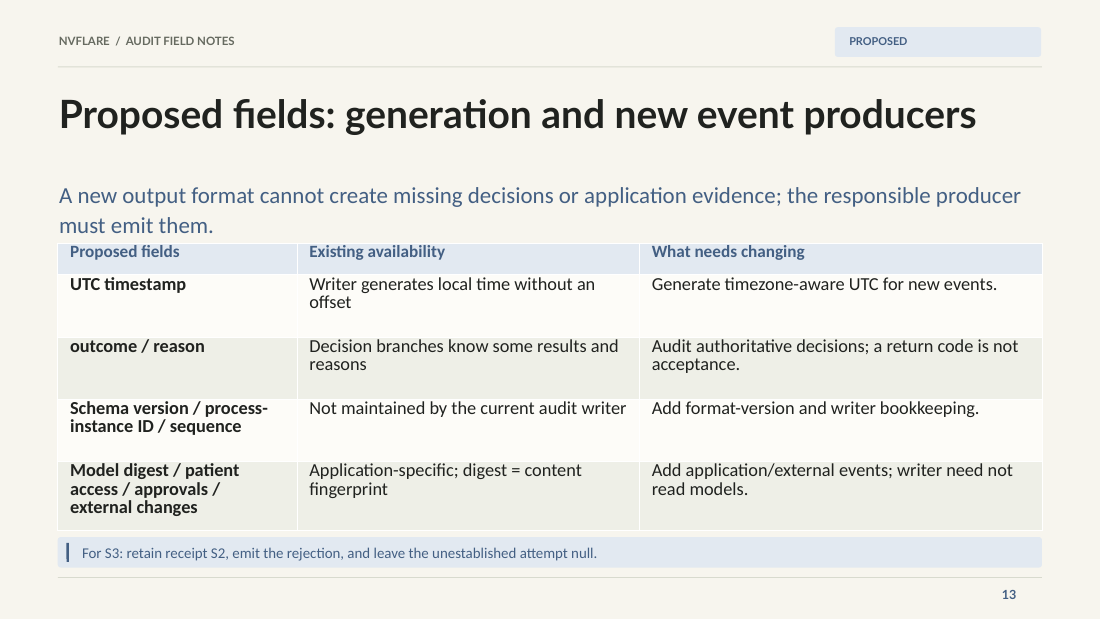 NVFLARE / AUDIT FIELD NOTES
PROPOSED
Proposed fields: generation and new event producers
A new output format cannot create missing decisions or application evidence; the responsible producer
must emit them.
Proposed fields
Existing availability
What needs changing
UTC timestamp
Writer generates local time without an
offset
Generate timezone-aware UTC for new events.
outcome / reason
Decision branches know some results and
reasons
Audit authoritative decisions; a return code is not
acceptance.
Schema version / process-
instance ID / sequence
Not maintained by the current audit writer
Add format-version and writer bookkeeping.
Model digest / patient
access / approvals /
external changes
Application-specific; digest = content
fingerprint
Add application/external events; writer need not
read models.
For S3: retain receipt S2, emit the rejection, and leave the unestablished attempt null.
13